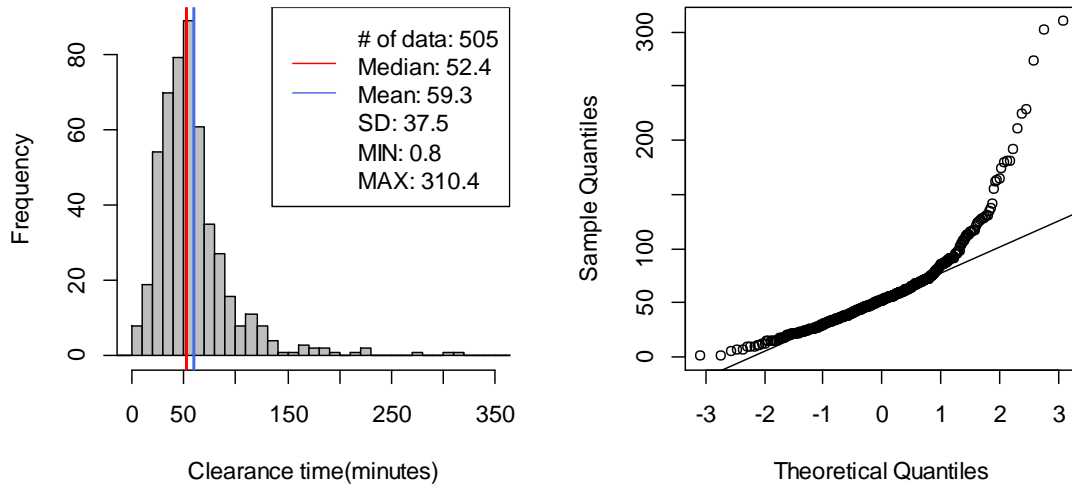 # of data: 505
Median: 52.4
Mean: 59.3
SD: 37.5
MIN: 0.8
MAX: 310.4
Frequency
0 20 40 60 80
0 50 150 250 350
Clearance time(minutes)
Sample Quantiles
0 50 100 200 300
-3 -2 -1 0 1 2 3
Theoretical Quantiles